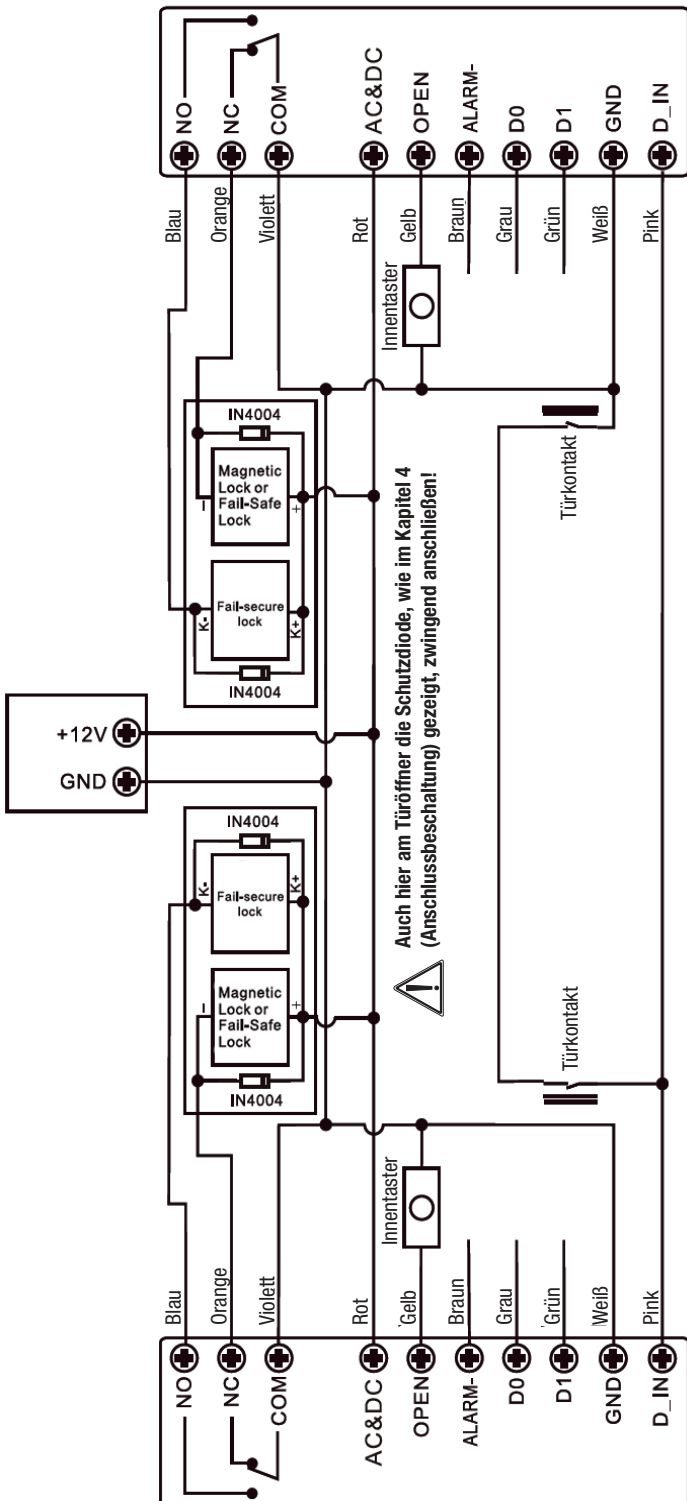 NO
NC
COM
AC&DC
OPEN
ALARM-
D0
D1
GND
D_IN
Blau
Orange
Violett
Rot
Gelb
Braun
Grau
Grün
Weiß
Pink
Innentaster
IN4004
Magnetic
Lock or
Fail-Safe
Lock
−
+
Fail-secure
lock
K-
K+
IN4004
Türkontakt
+12V
GND
Auch hier am Türöffner die Schutzdiode, wie im Kapitel 4
(Anschlussbeschaltung) gezeigt, zwingend anschließen!
IN4004
K-
K+
Fail-secure
lock
Magnetic
Lock or
Fail-Safe
Lock
−
+
IN4004
Türkontakt
Innentaster
Blau
Orange
Violett
Rot
Gelb
Braun
Grau
Grün
Weiß
Pink
NO
NC
COM
AC&DC
OPEN
ALARM-
D0
D1
GND
D_IN